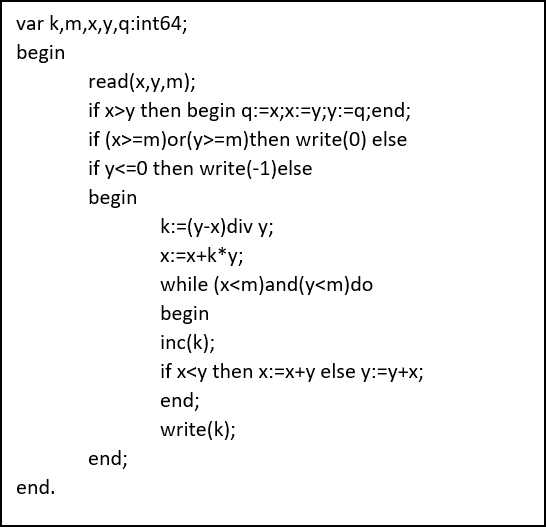 var k,m,x,y,q:int64;
begin
read(x,y,m);
if x>y then begin q:=x;x:=y;y:=q;end;
if (x>=m)or(y>=m)then write(0) else
if y<=0 then write(-1)else
begin
k:=(y-x)div y;
x:=x+k*y;
while (x<m)and(y<m)do
begin
inc(k);
if x<y then x:=x+y else y:=y+x;
end;
write(k);
end;
end.